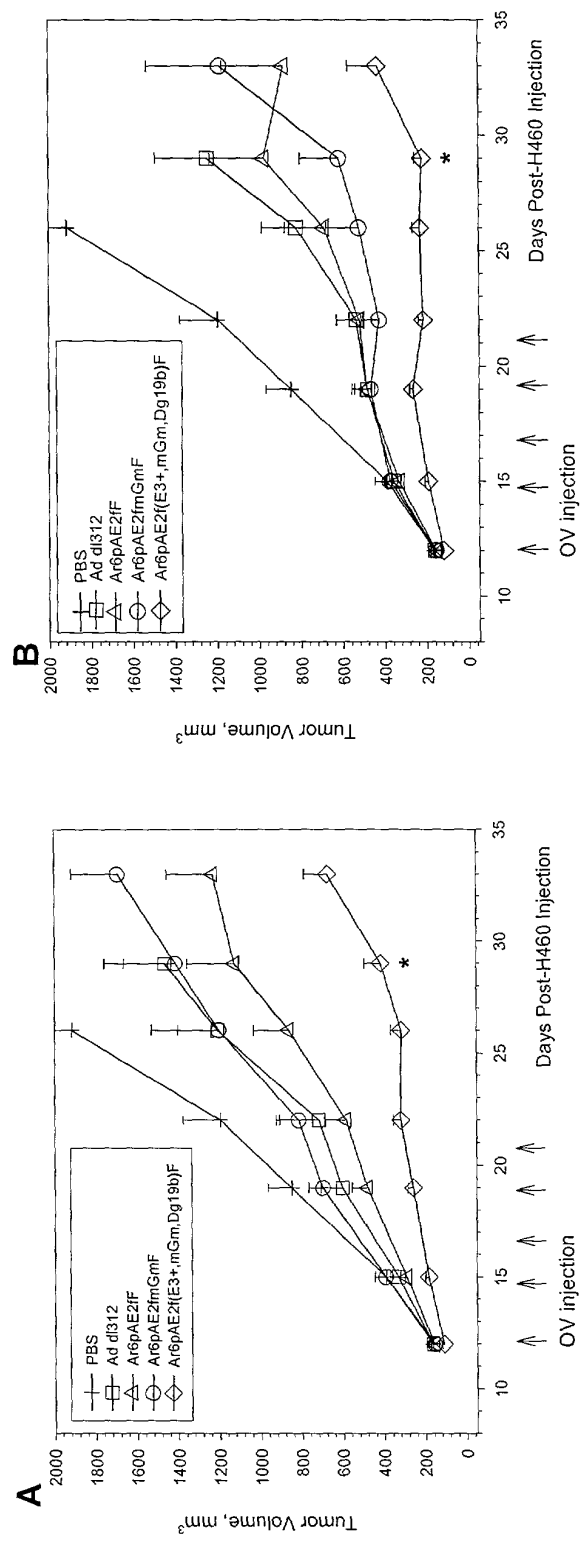 A
Tumor Volume, mm3
2000
1800
1600
1400
1200
1000
800
600
400
200
0
PBS
Ad dl312
Ar6pAE2fF
Ar6pAE2fmGmF
Ar6pAE2f(E3+,mGm,Dg19b)F
*
10
15
20
25
30
35
OV injection
Days Post-H460 Injection
B
Tumor Volume, mm3
2000
1800
1600
1400
1200
1000
800
600
400
200
0
PBS
Ad dl312
Ar6pAE2fF
Ar6pAE2fmGmF
Ar6pAE2f(E3+,mGm,Dg19b)F
*
10
15
20
25
30
35
OV injection
Days Post-H460 Injection